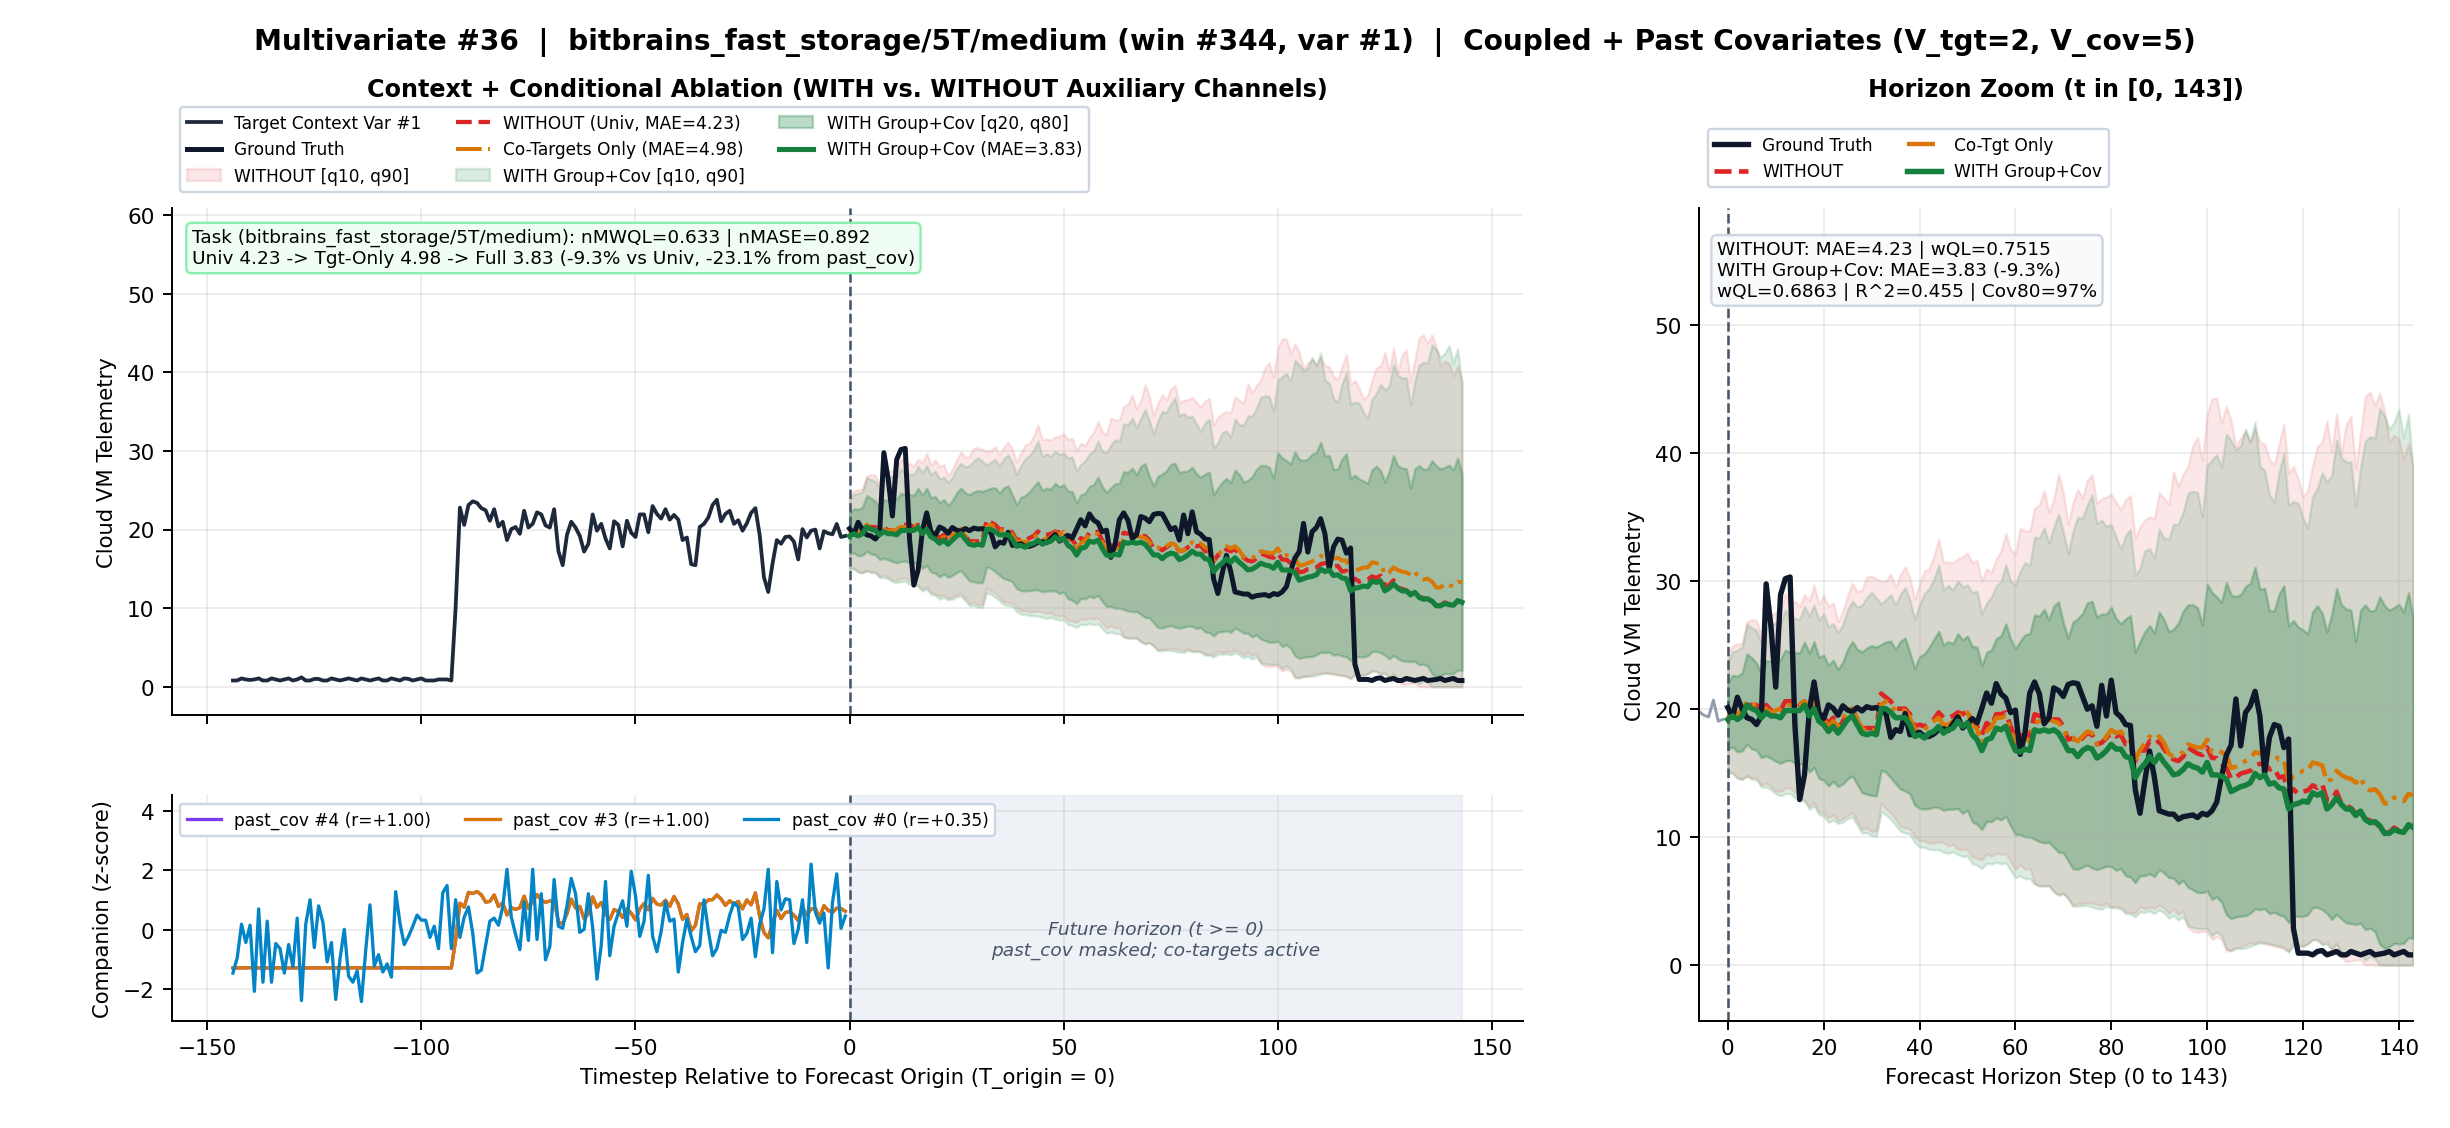 Multivariate #36 | bitbrains_fast_storage/5T/medium (win #344, var #1) | Coupled + Past Covariates (V_tgt=2, V_cov=5)
Context + Conditional Ablation (WITH vs. WITHOUT Auxiliary Channels)
Target Context Var #1
Ground Truth
WITHOUT [q10, q90]
WITHOUT (Univ, MAE=4.23)
Co-Targets Only (MAE=4.98)
WITH Group+Cov [q10, q90]
WITH Group+Cov [q20, q80]
WITH Group+Cov (MAE=3.83)
Task (bitbrains_fast_storage/5T/medium): nMWQL=0.633 | nMASE=0.892
Univ 4.23 -> Tgt-Only 4.98 -> Full 3.83 (-9.3% vs Univ, -23.1% from past_cov)
Cloud VM Telemetry
60
50
40
30
20
10
0
past_cov #4 (r=+1.00)
past_cov #3 (r=+1.00)
past_cov #0 (r=+0.35)
Future horizon (t >= 0)
past_cov masked; co-targets active
Companion (z-score)
4
2
0
−2
−150
−100
−50
0
50
100
150
Timestep Relative to Forecast Origin (T_origin = 0)
Horizon Zoom (t in [0, 143])
Ground Truth
WITHOUT
Co-Tgt Only
WITH Group+Cov
WITHOUT: MAE=4.23 | wQL=0.7515
WITH Group+Cov: MAE=3.83 (-9.3%)
wQL=0.6863 | R^2=0.455 | Cov80=97%
Cloud VM Telemetry
50
40
30
20
10
0
0
20
40
60
80
100
120
140
Forecast Horizon Step (0 to 143)